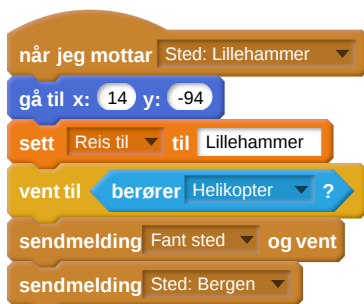 når jeg mottar Sted: Lillehammer
gå til x: 14 y: -94
sett Reis til til Lillehammer
vent til berører Helikopter ?
sendmelding Fant sted og vent
sendmelding Sted: Bergen